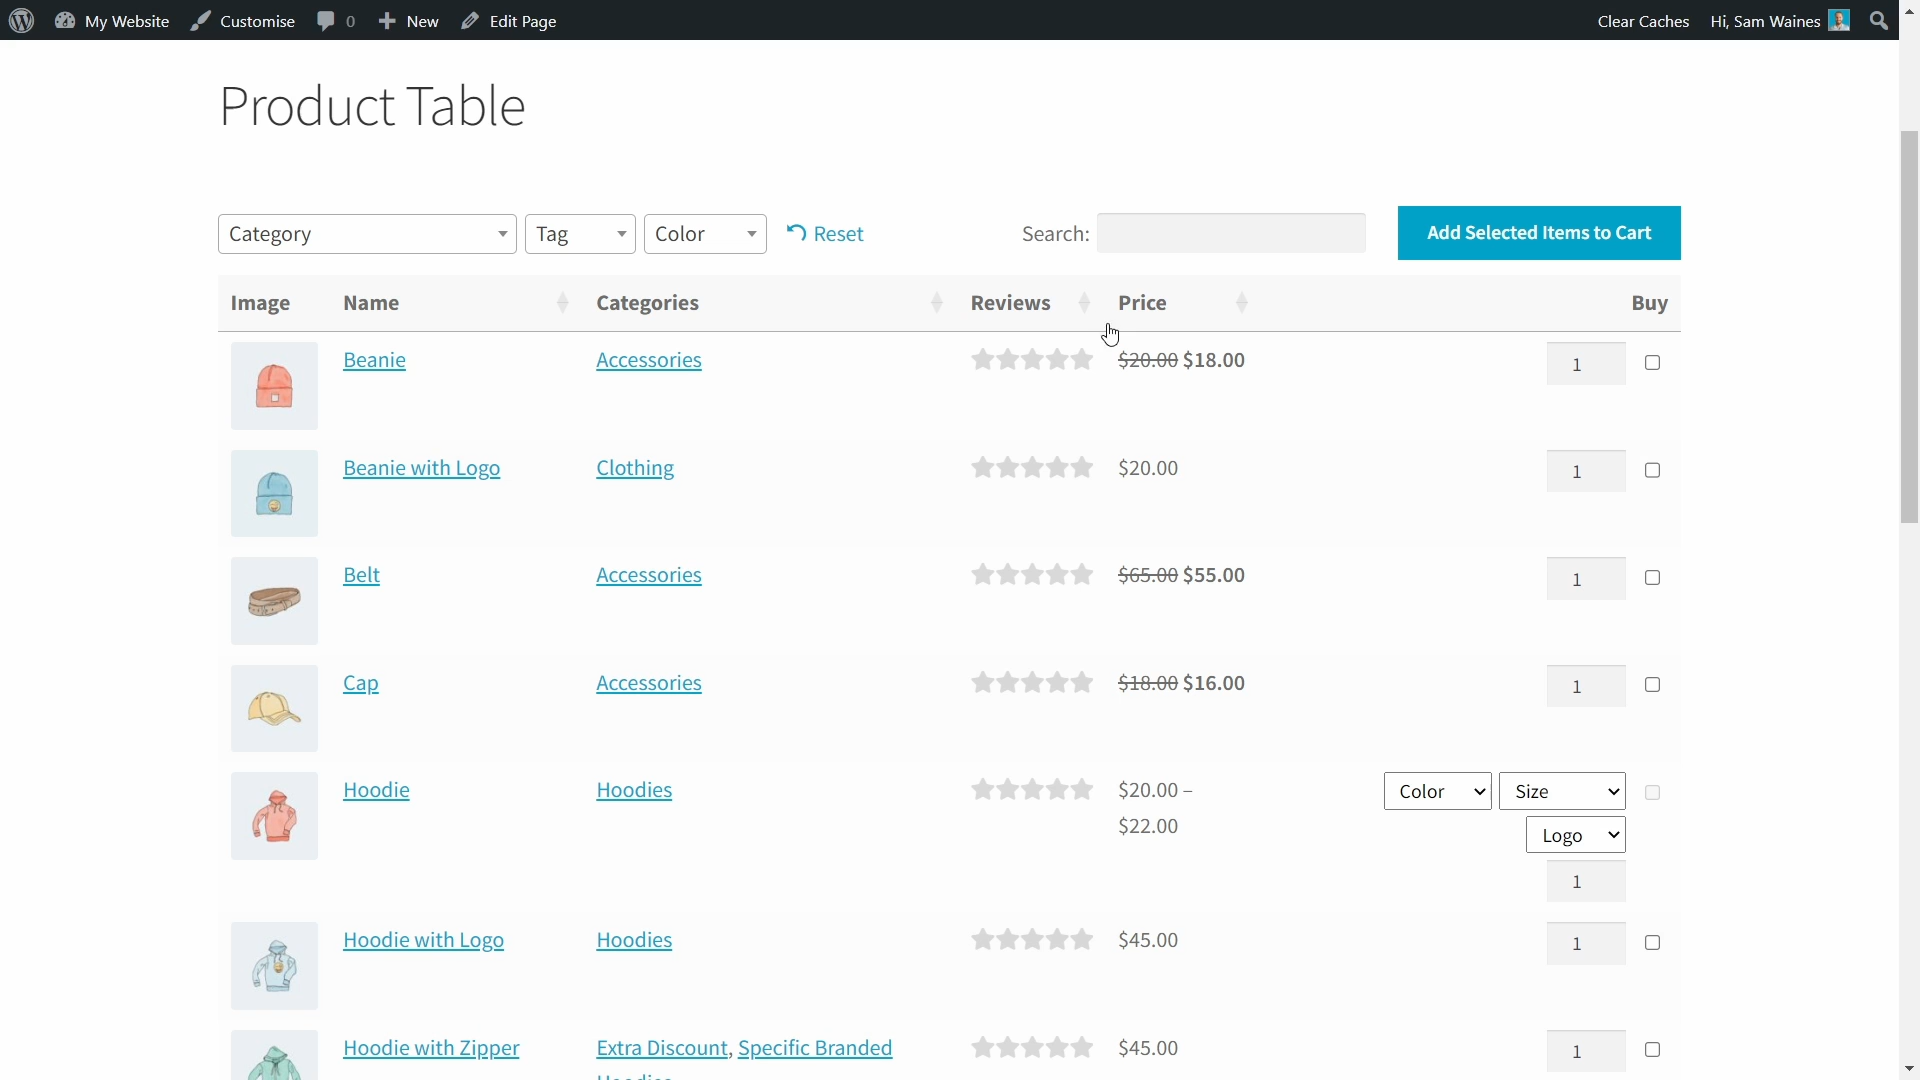 My Website Customise 0 New Edit Page Clear Caches Hi, Sam Waines
Product Table
Category Tag Color Reset Search: Add Selected Items to Cart
Image Name Categories Reviews Price Buy
Beanie Accessories $20.00 $18.00 1
Beanie with Logo Clothing $20.00 1
Belt Accessories $65.00 $55.00 1
Cap Accessories $18.00 $16.00 1
Hoodie Hoodies $20.00 – Color Size
$22.00 Logo
1
Hoodie with Logo Hoodies $45.00 1
Hoodie with Zipper Extra Discount, Specific Branded $45.00 1